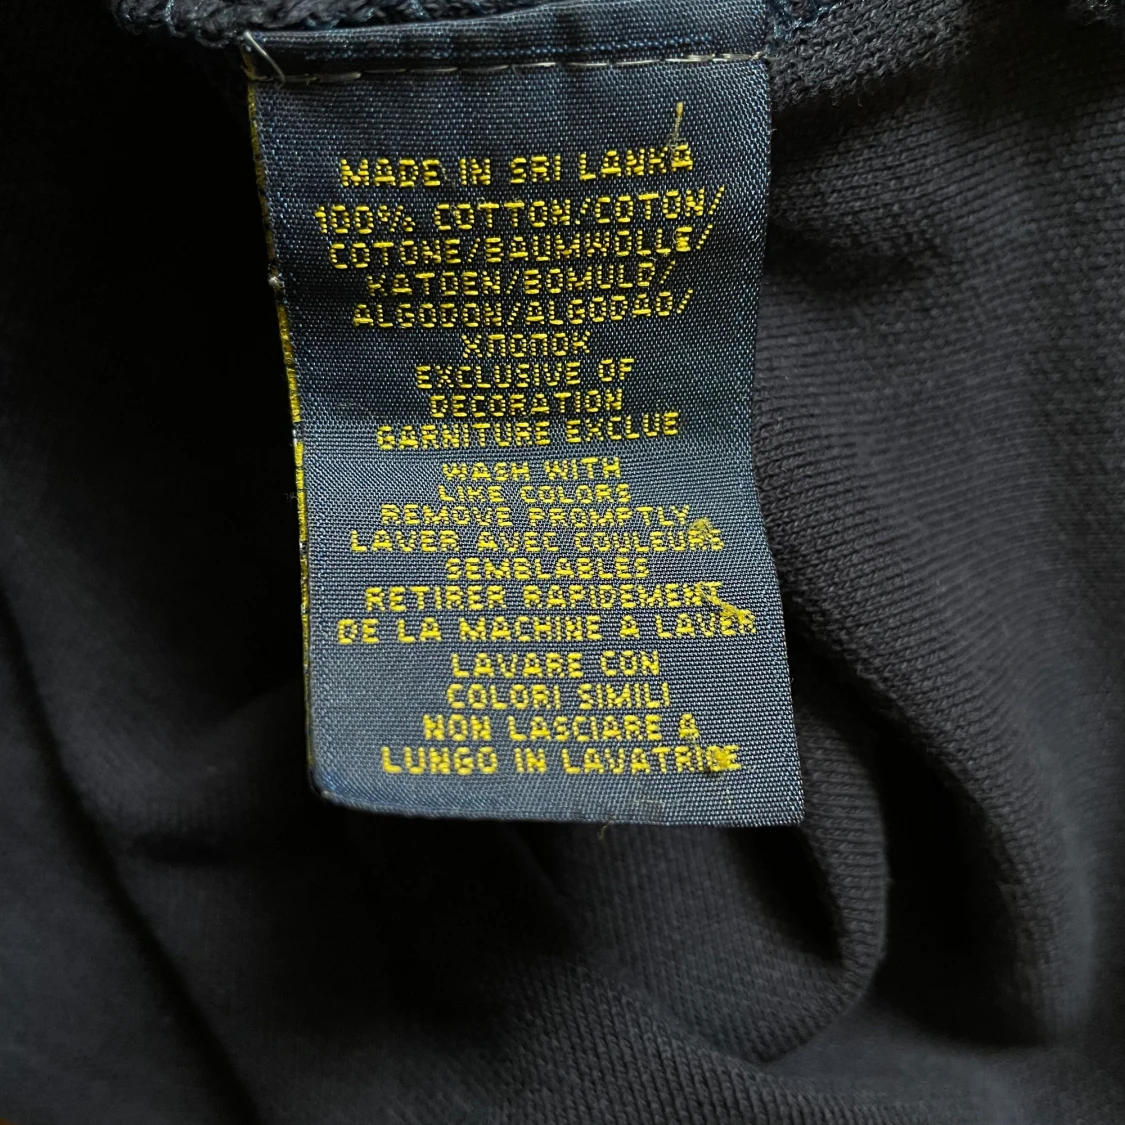 MADE IN SRI LANKA
100% COTTON/COTON/
COTONE/BAUMWOLLE/
KATOEN/BOMULD/
ALGODON/ALGODAO/
ХЛОПОК
EXCLUSIVE OF
DECORATION
GARNITURE EXCLUE
WASH WITH
LIKE COLORS
REMOVE PROMPTLY
LAVER AVEC COULEURS
SEMBLABLES
RETIRER RAPIDEMENT
DE LA MACHINE A LAVER
LAVARE CON
COLORI SIMILI
NON LASCIARE A
LUNGO IN LAVATRICE